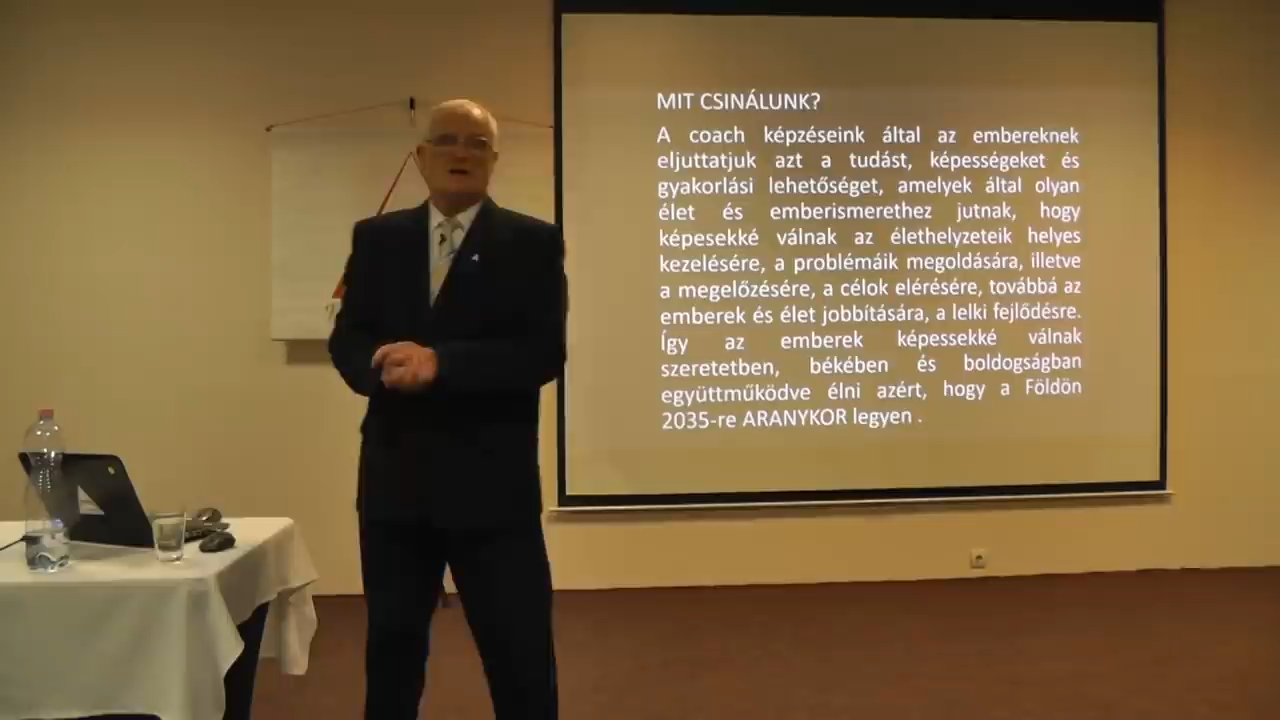 MIT CSINÁLUNK?
A coach képzéseink által az embereknek
eljuttatjuk azt a tudást, képességeket és
gyakorlási lehetőséget, amelyek által olyan
élet és emberismerethez jutnak, hogy
képesekké válnak az élethelyzeteik helyes
kezelésére, a problémáik megoldására, illetve
a megelőzésére, a célok elérésére, továbbá az
emberek és élet jobbítására, a lelki fejlődésre.
Így az emberek képessekké válnak
szeretetben, békében és boldogságban
együttműködve élni azért, hogy a Földön
2035-re ARANYKOR legyen .